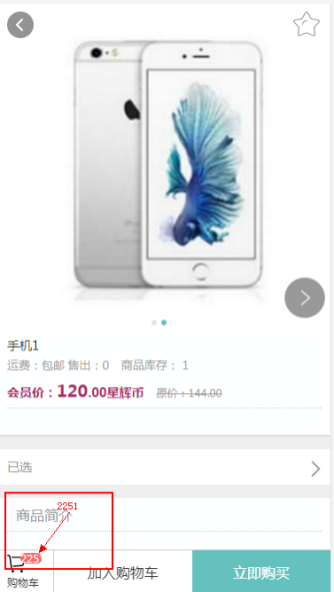 手机1
运费：包邮 售出：0 商品库存： 1
会员价：120.00星辉币 原价：144.00
已选
商品简介
2251
225
购物车
加入购物车
立即购买